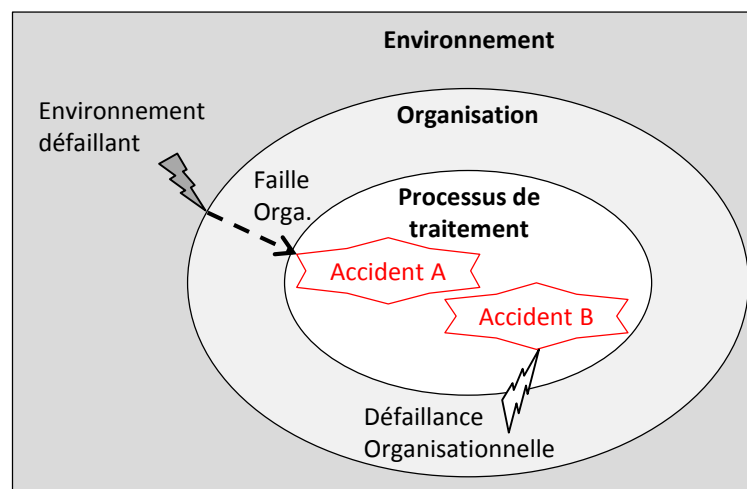 Environnement
Environnement
défaillant
Organisation
Faille
Orga.
Processus de
traitement
Accident A
Accident B
Défaillance
Organisationnelle